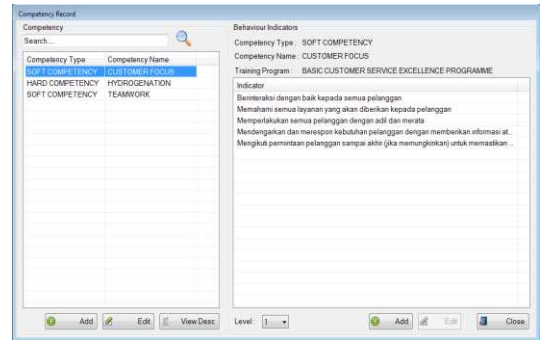 Competency Record
Competency
Search...
Competency Type Competency Name
SOFT COMPETENCY CUSTOMER FOCUS
HARD COMPETENCY HYDROGENATION
SOFT COMPETENCY TEAMWORK
Add Edit View Desc
Behaviour Indicators
Competency Type : SOFT COMPETENCY
Competency Name : CUSTOMER FOCUS
Training Program : BASIC CUSTOMER SERVICE EXCELLENCE PROGRAMME
Indicator
Berinteraksi dengan baik kepada semua pelanggan
Memahami semua layanan yang akan diberikan kepada pelanggan
Memperlakukan semua pelanggan dengan adil dan merata
Mendengarkan dan merespon kebutuhan pelanggan dengan memberikan informasi at..
Mengikuti permintaan pelanggan sampai akhir (jika memungkinkan) untuk memastikan ..
Level : 1 Add Edit Close